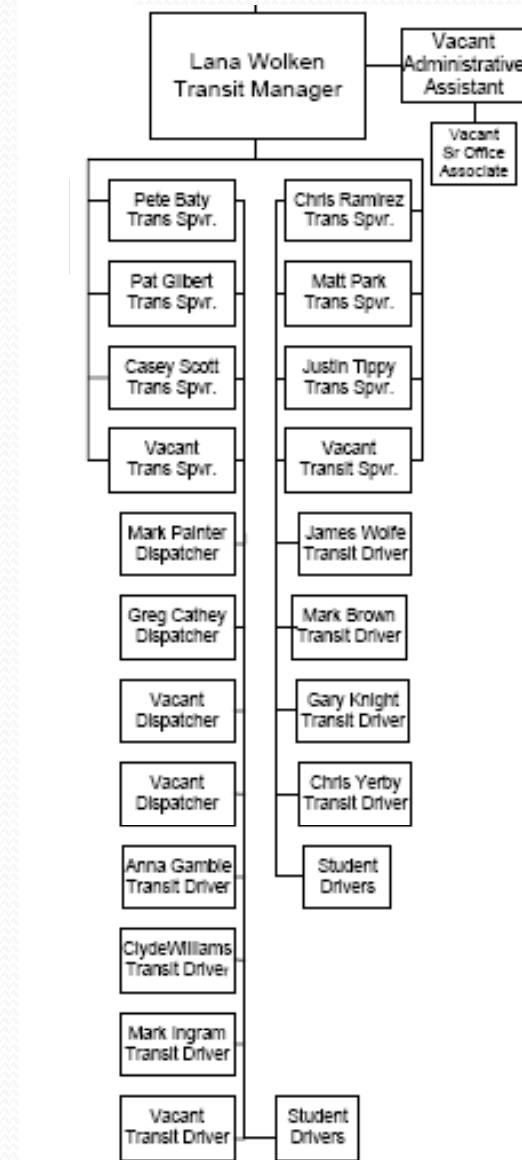 Lana Wolken
Transit Manager
Vacant
Administrative
Assistant
Vacant
Sr Office
Associate
Pete Baty
Trans Spvr.
Chris Ramirez
Trans Spvr.
Pat Gilbert
Trans Spvr.
Matt Park
Trans Spvr.
Casey Scott
Trans Spvr.
Justin Tippy
Trans Spvr.
Vacant
Trans Spvr.
Vacant
Transit Spvr.
Mark Painter
Dispatcher
James Wolfe
Transit Driver
Greg Cathey
Dispatcher
Mark Brown
Transit Driver
Vacant
Dispatcher
Gary Knight
Transit Driver
Vacant
Dispatcher
Chris Yerby
Transit Driver
Anna Gamble
Transit Driver
Student
Drivers
ClydeWilliams
Transit Driver
Mark Ingram
Transit Driver
Vacant
Transit Driver
Student
Drivers